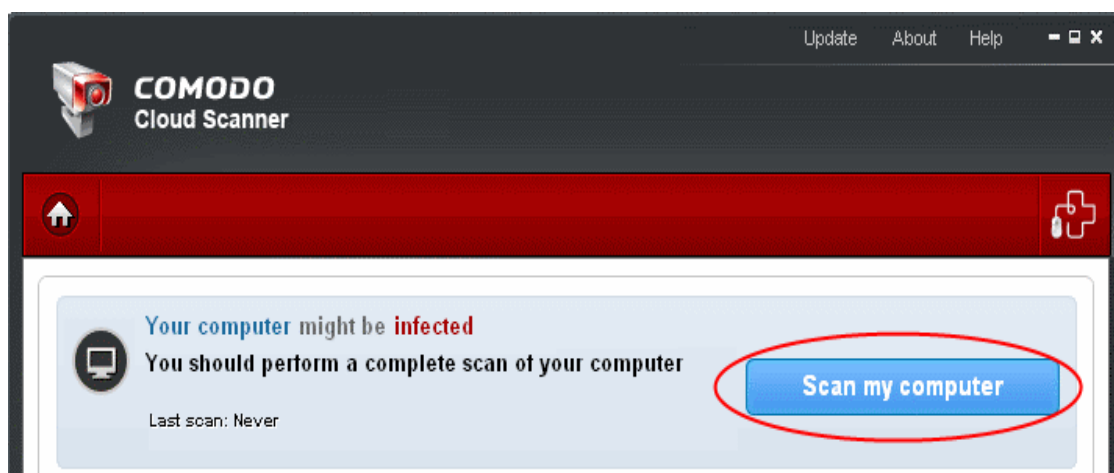 Update About Help
COMODO
Cloud Scanner
Your computer might be infected
You should perform a complete scan of your computer
Scan my computer
Last scan: Never